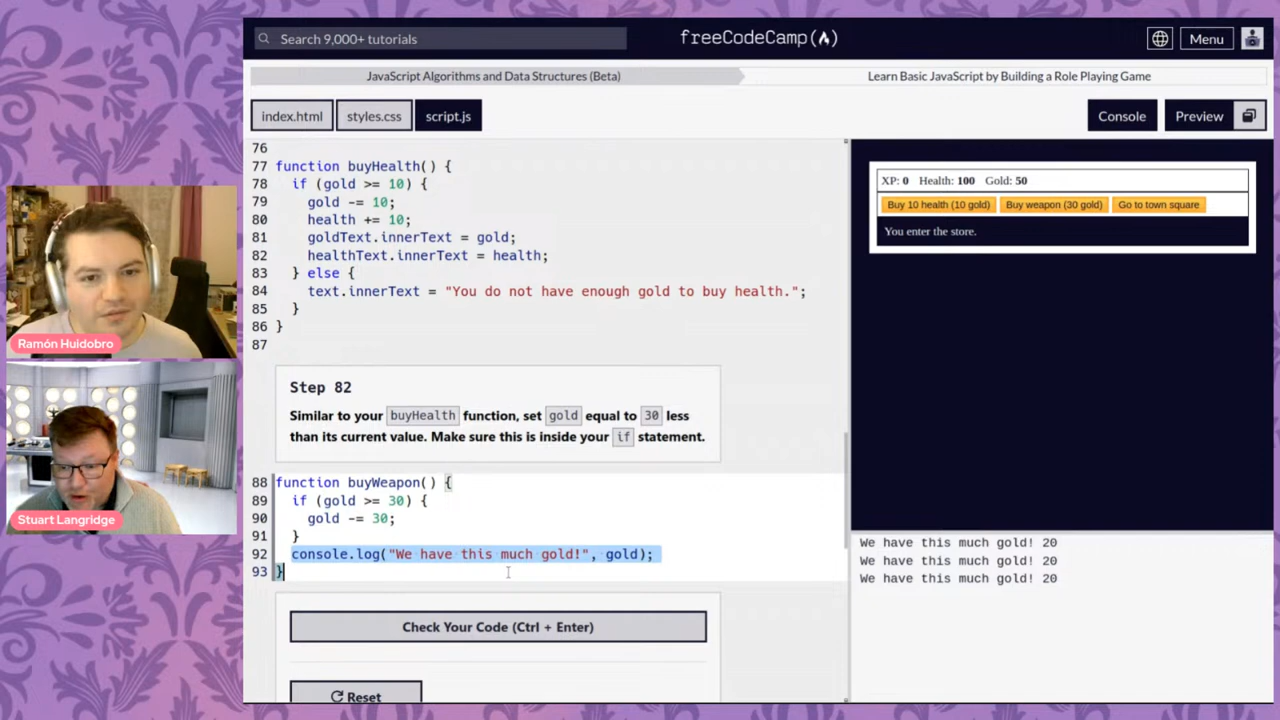 Search 9,000+ tutorials
freeCodeCamp
Menu
JavaScript Algorithms and Data Structures (Beta)
Learn Basic JavaScript by Building a Role Playing Game
index.html
styles.css
script.js
Console
Preview
76
77 function buyHealth() {
78 if (gold >= 10) {
79 gold -= 10;
80 health += 10;
81 goldText.innerText = gold;
82 healthText.innerText = health;
83 } else {
84 text.innerText = "You do not have enough gold to buy health.";
85 }
86 }
87
Step 82
Similar to your buyHealth function, set gold equal to 30 less
than its current value. Make sure this is inside your if statement.
88 function buyWeapon() {
89 if (gold >= 30) {
90 gold -= 30;
91 }
92 console.log("We have this much gold!", gold);
93 }
Check Your Code (Ctrl + Enter)
Reset
XP: 0 Health: 100 Gold: 50
Buy 10 health (10 gold)
Buy weapon (30 gold)
Go to town square
You enter the store.
We have this much gold! 20
We have this much gold! 20
We have this much gold! 20
Ramón Huidobro
Stuart Langridge